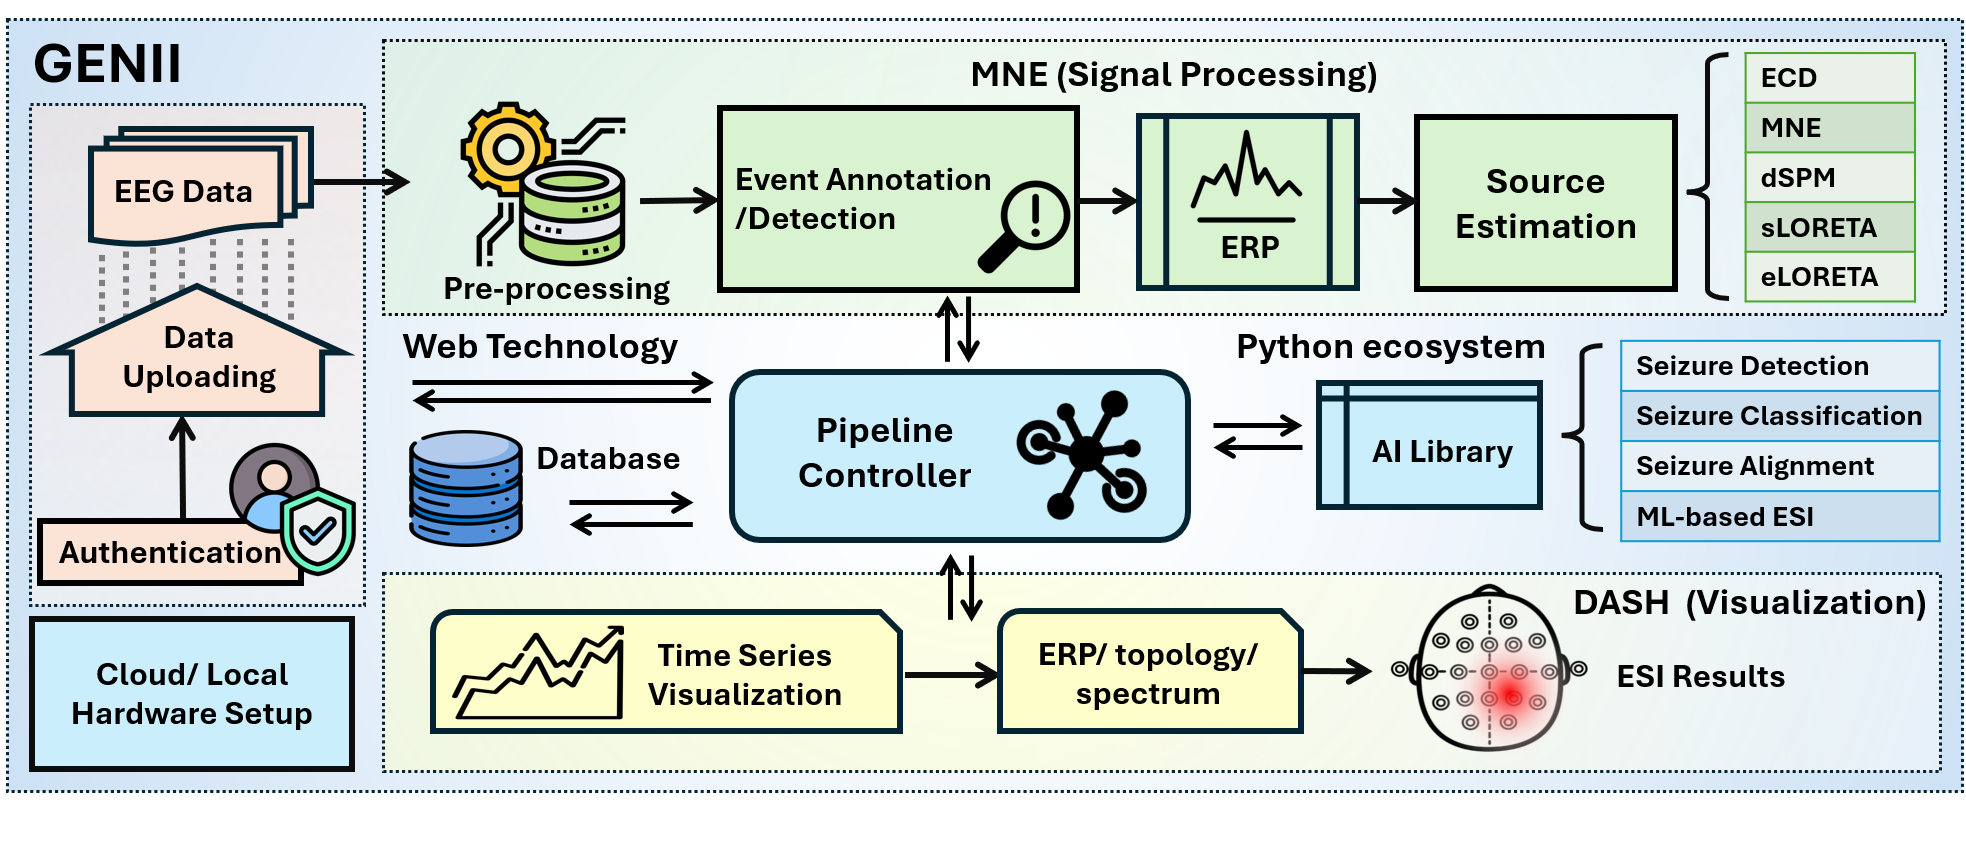 GENII
EEG Data
Data
Uploading
Authentication
Cloud/ Local
Hardware Setup
MNE (Signal Processing)
Pre-processing
Event Annotation
/Detection
ERP
Source
Estimation
ECD
MNE
dSPM
sLORETA
eLORETA
Web Technology
Database
Pipeline
Controller
Python ecosystem
AI Library
Seizure Detection
Seizure Classification
Seizure Alignment
ML-based ESI
DASH (Visualization)
Time Series
Visualization
ERP/ topology/
spectrum
ESI Results